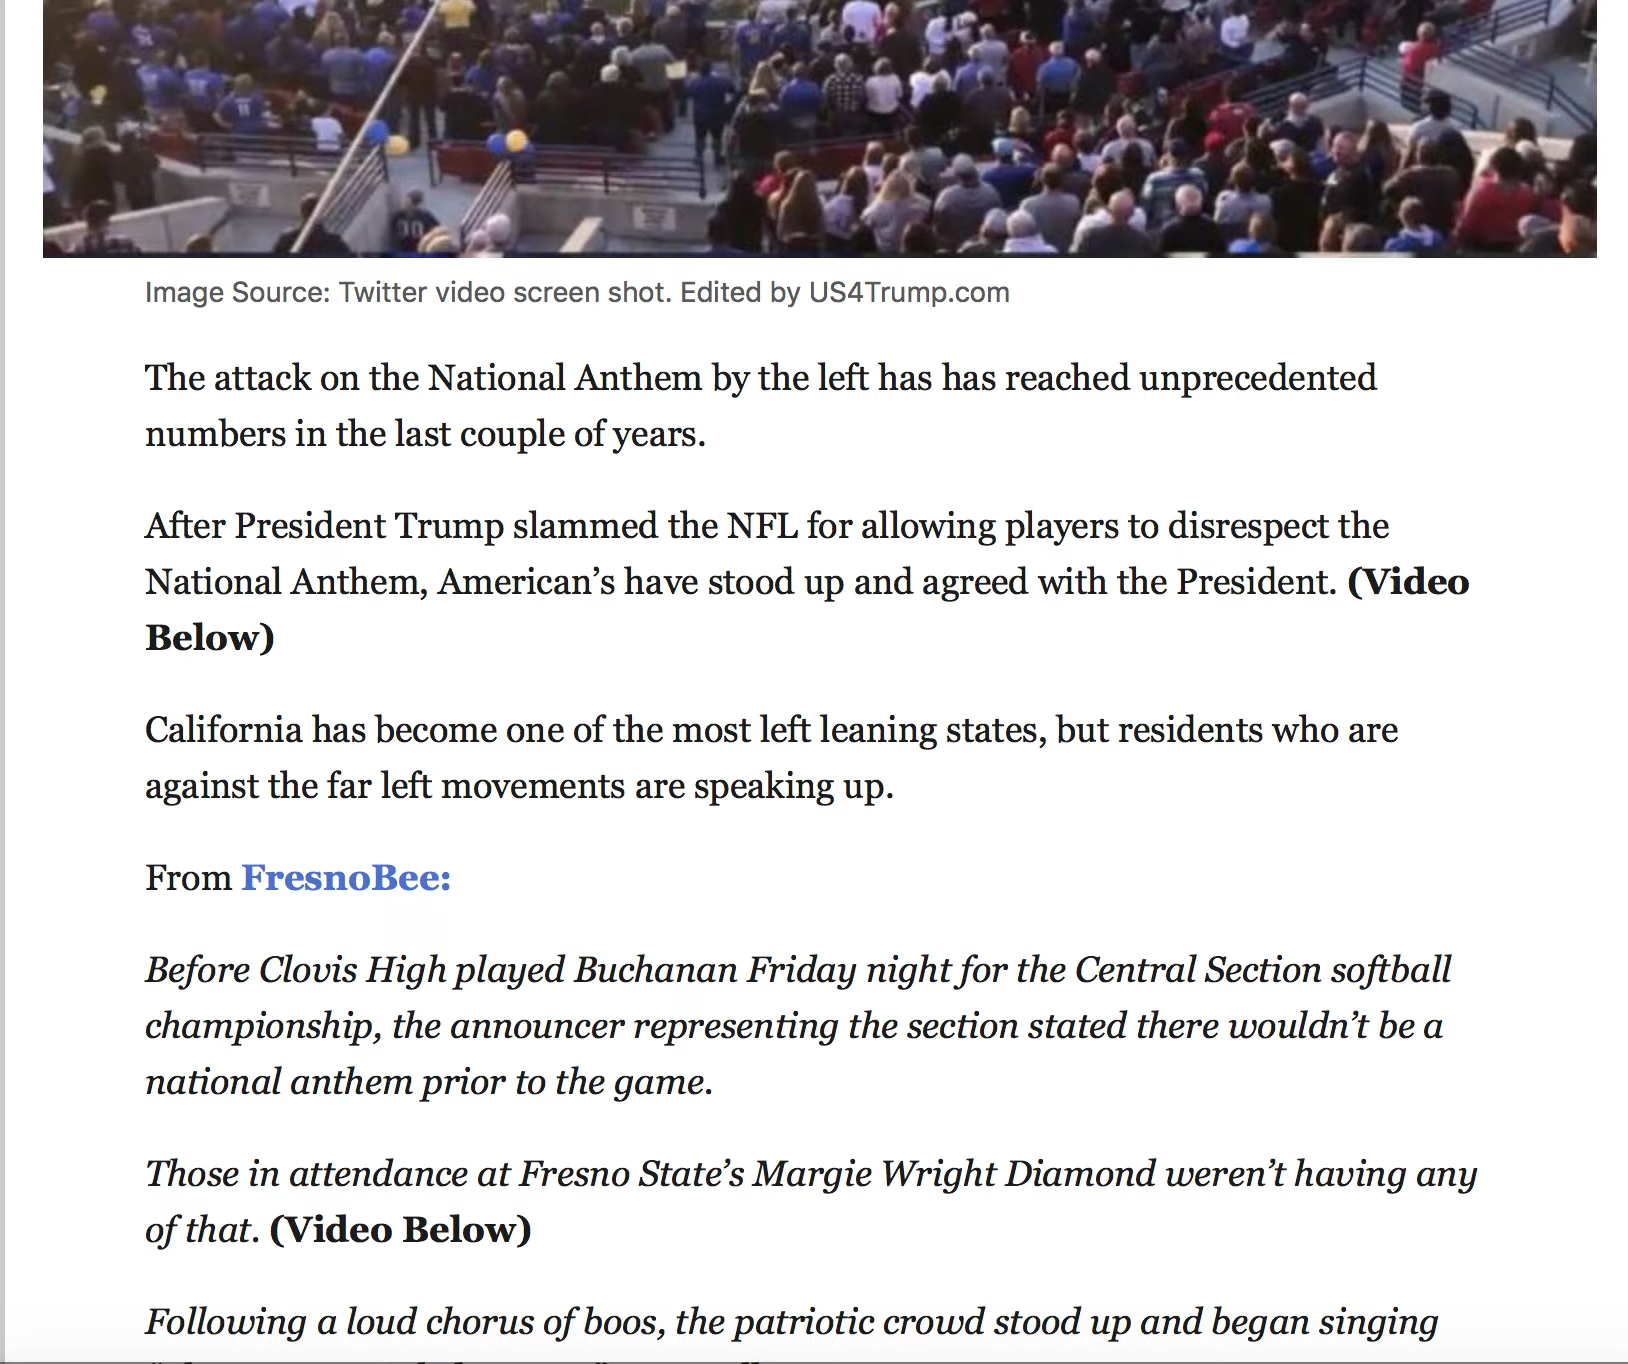 Image Source: Twitter video screen shot. Edited by US4Trump.com
The attack on the National Anthem by the left has has reached unprecedented
numbers in the last couple of years.
After President Trump slammed the NFL for allowing players to disrespect the
National Anthem, American’s have stood up and agreed with the President. (Video
Below)
California has become one of the most left leaning states, but residents who are
against the far left movements are speaking up.
From FresnoBee:
Before Clovis High played Buchanan Friday night for the Central Section softball
championship, the announcer representing the section stated there wouldn’t be a
national anthem prior to the game.
Those in attendance at Fresno State’s Margie Wright Diamond weren’t having any
of that. (Video Below)
Following a loud chorus of boos, the patriotic crowd stood up and began singing